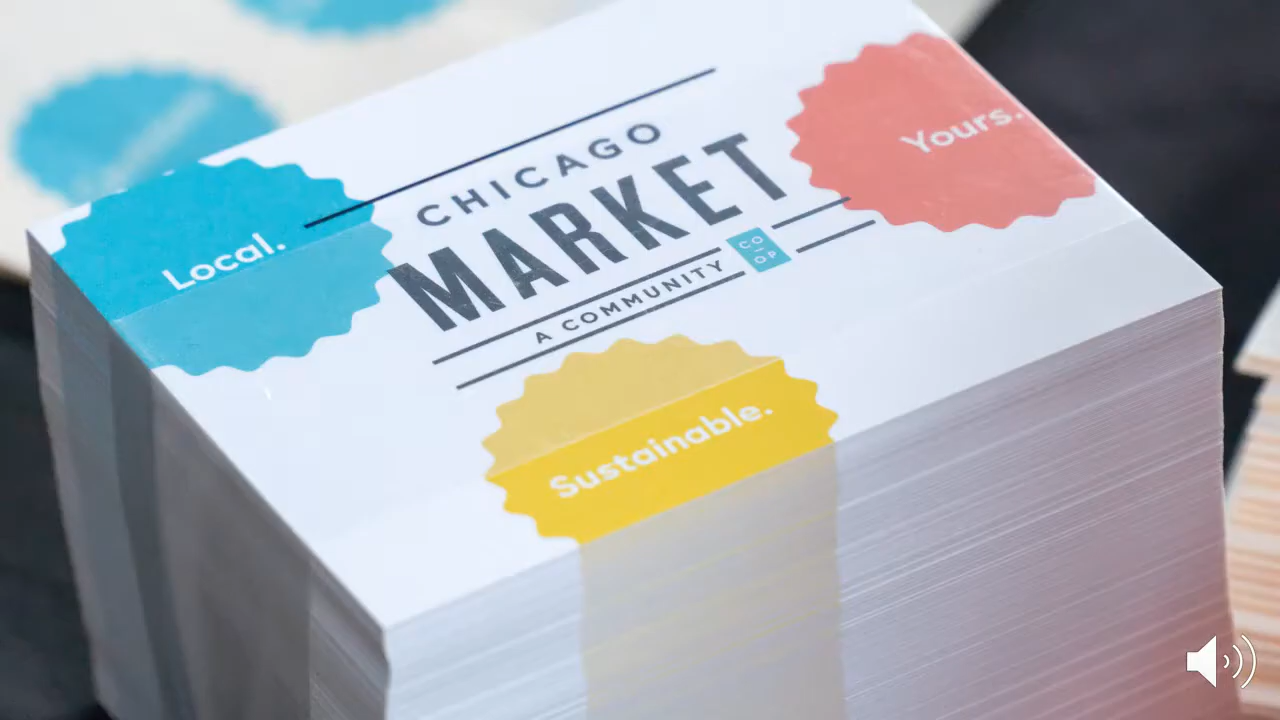 CHICAGO
MARKET
A COMMUNITY
CO
OP
Local.
Yours.
Sustainable.